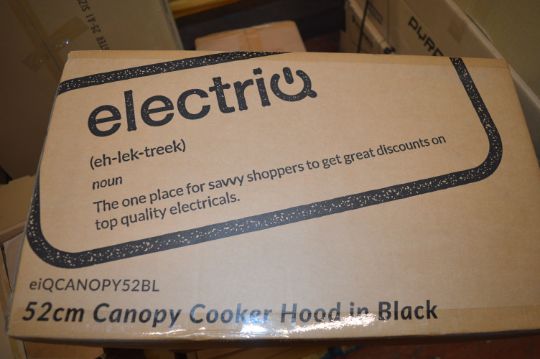 electriQ
(eh-lek-treek)
noun
The one place for savvy shoppers to get great discounts on
top quality electricals.
eiQCANOPY52BL
52cm Canopy Cooker Hood in Black